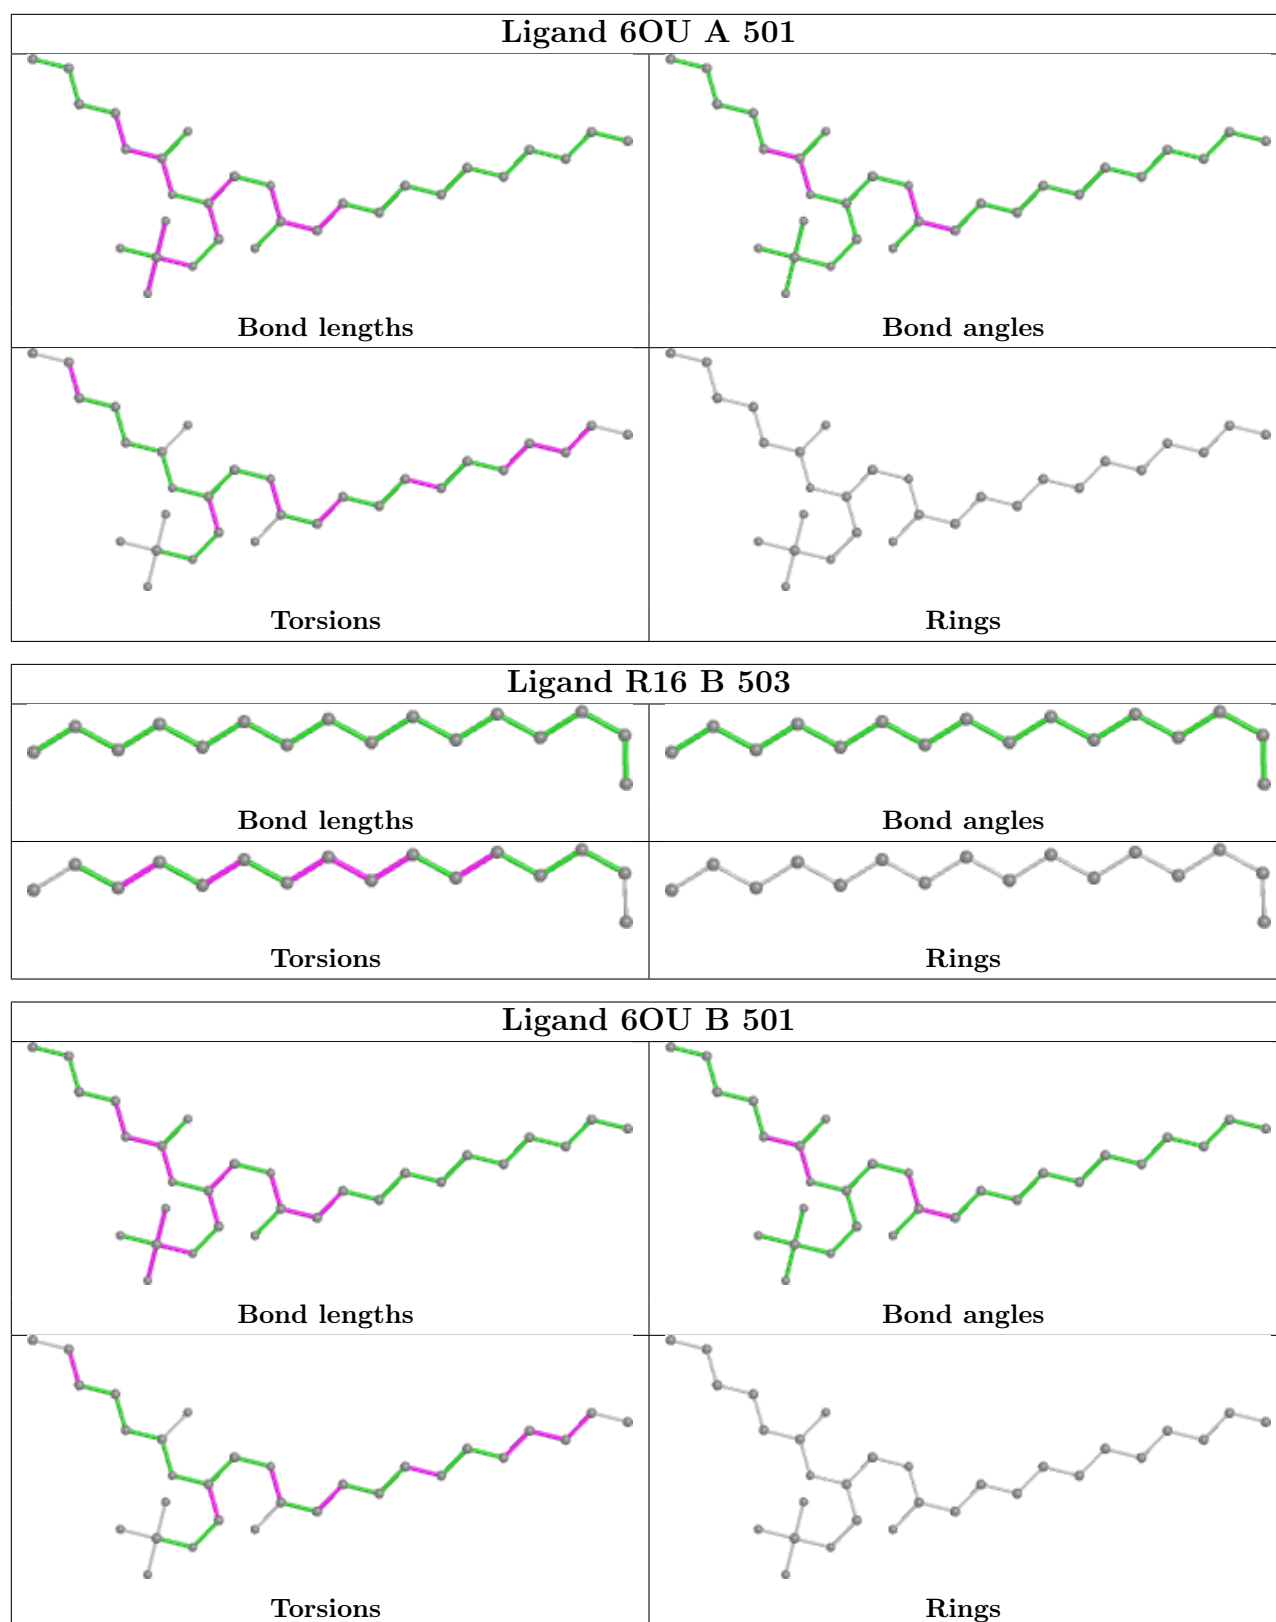 Ligand 6OU A 501
Bond lengths
Bond angles
Torsions
Rings
Ligand R16 B 503
Bond lengths
Bond angles
Torsions
Rings
Ligand 6OU B 501
Bond lengths
Bond angles
Torsions
Rings